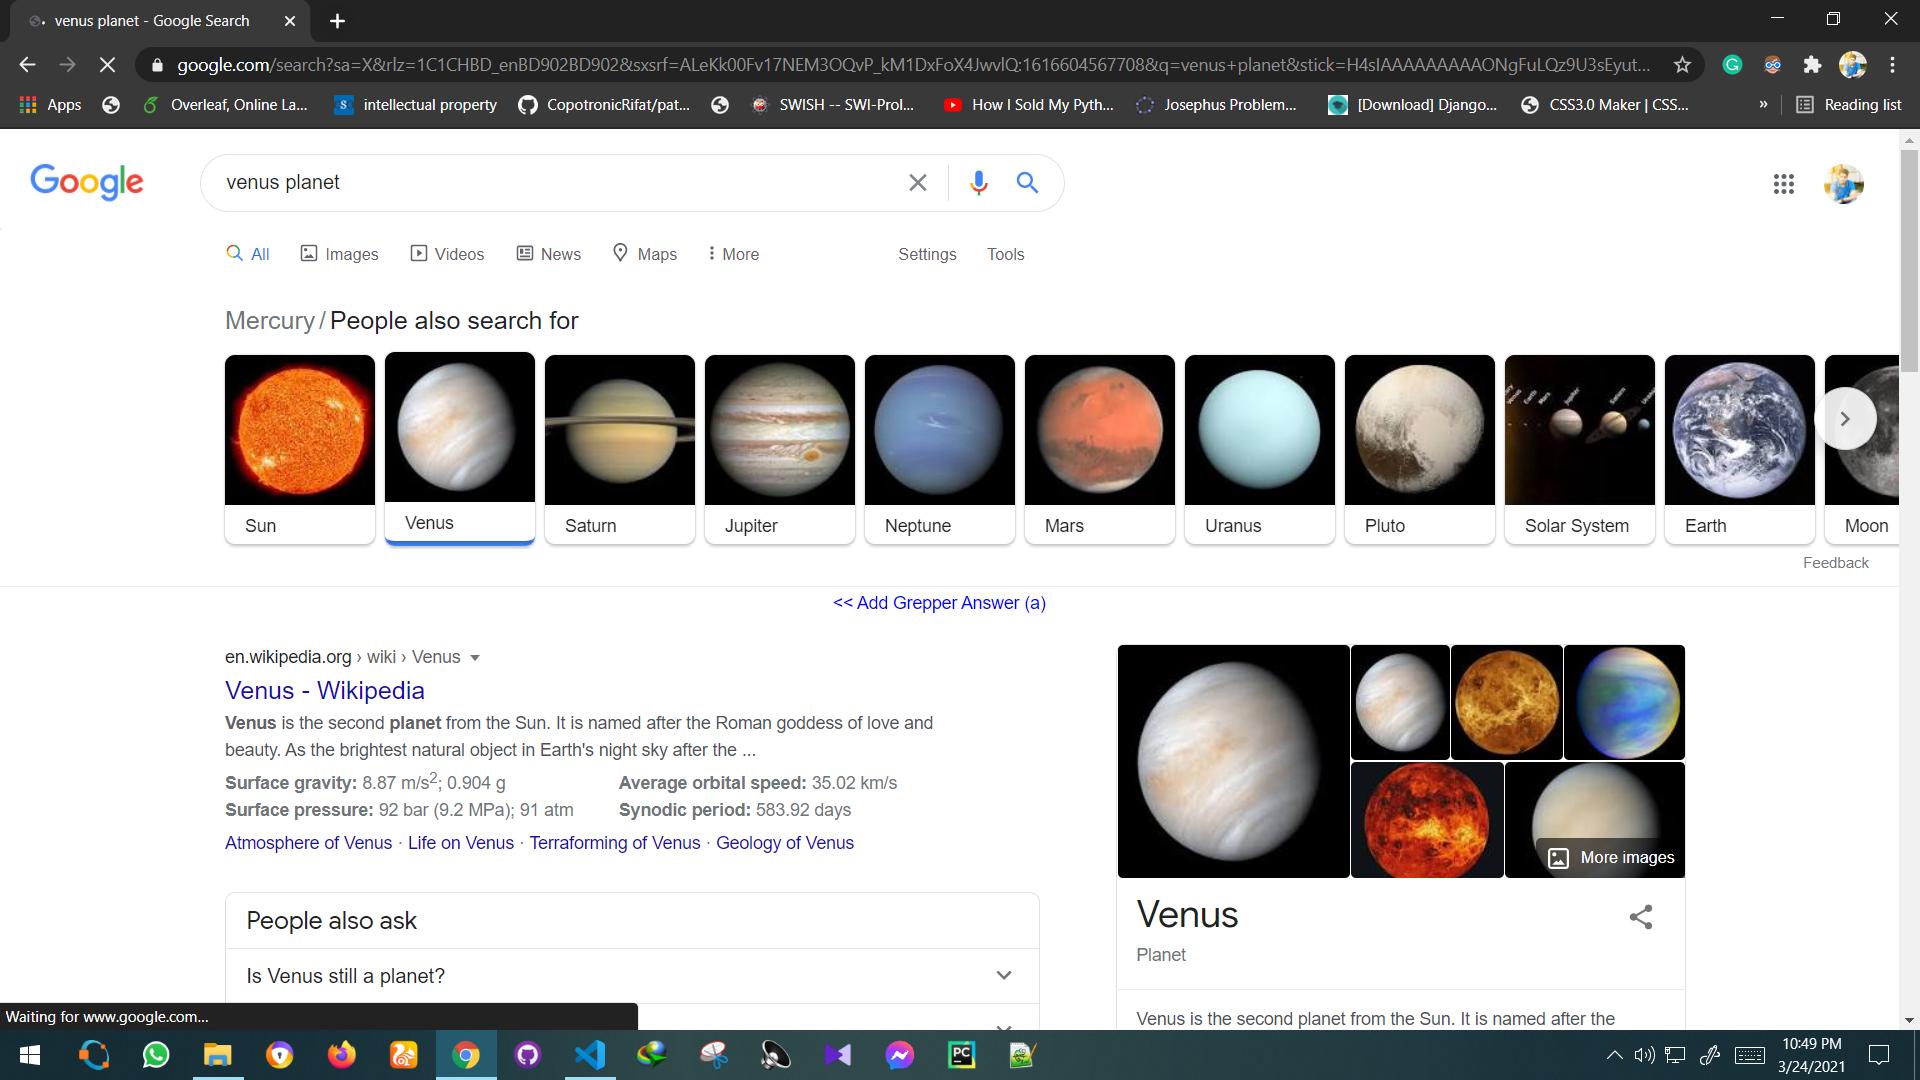 venus planet - Google Search
google.com/search?sa=X&rlz=1C1CHBD_enBD902BD902&sxsrf=ALeKk00Fv17NEM3OQvP_kM1DxFoX4JwvlQ:1616604567708&q=venus+planet&stick=H4sIAAAAAAAAAONgFuLQz9U3sEyut...
Apps Overleaf, Online La... intellectual property CopotronicRifat/pat... SWISH -- SWI-Prol... How I Sold My Pyth... Josephus Problem... [Download] Django... CSS3.0 Maker | CSS... » Reading list
Google venus planet
All Images Videos News Maps More Settings Tools
Mercury / People also search for
Sun Venus Saturn Jupiter Neptune Mars Uranus Pluto Solar System Earth Moon
Feedback
<< Add Grepper Answer (a)
en.wikipedia.org › wiki › Venus
Venus - Wikipedia
Venus is the second planet from the Sun. It is named after the Roman goddess of love and
beauty. As the brightest natural object in Earth's night sky after the ...
Surface gravity: 8.87 m/s²; 0.904 g Average orbital speed: 35.02 km/s
Surface pressure: 92 bar (9.2 MPa); 91 atm Synodic period: 583.92 days
Atmosphere of Venus · Life on Venus · Terraforming of Venus · Geology of Venus
People also ask
Is Venus still a planet?
More images
Venus
Planet
Venus is the second planet from the Sun. It is named after the
Waiting for www.google.com...
10:49 PM
3/24/2021